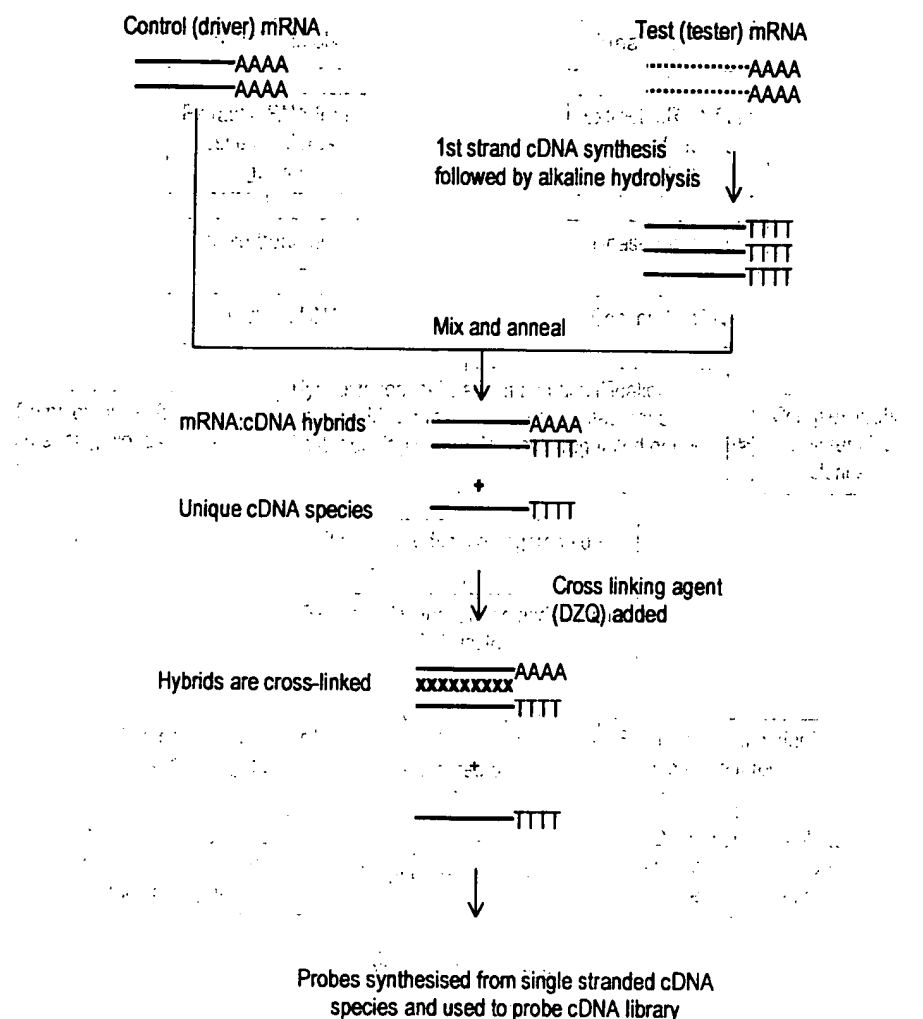 Control (driver) mRNA
AAAA
AAAA
Test (tester) mRNA
AAAA
AAAA
1st strand cDNA synthesis
followed by alkaline hydrolysis
TTTT
TTTT
TTTT
Mix and anneal
mRNA:cDNA hybrids
AAAA
TTTT
+
Unique cDNA species
TTTT
Cross linking agent
(DZQ) added
Hybrids are cross-linked
AAAA
xxxxxxxxx
TTTT
+
TTTT
Probes synthesised from single stranded cDNA
species and used to probe cDNA library